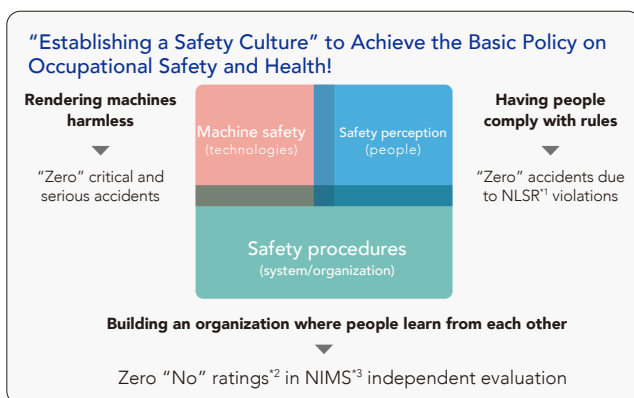 “Establishing a Safety Culture” to Achieve the Basic Policy on
Occupational Safety and Health!
Rendering machines
harmless
“Zero” critical and
serious accidents
Machine safety
(technologies)
Safety perception
(people)
Having people
comply with rules
“Zero” accidents due
to NLSR*1 violations
Safety procedures
(system/organization)
Building an organization where people learn from each other
Zero “No” ratings*2 in NIMS*3 independent evaluation